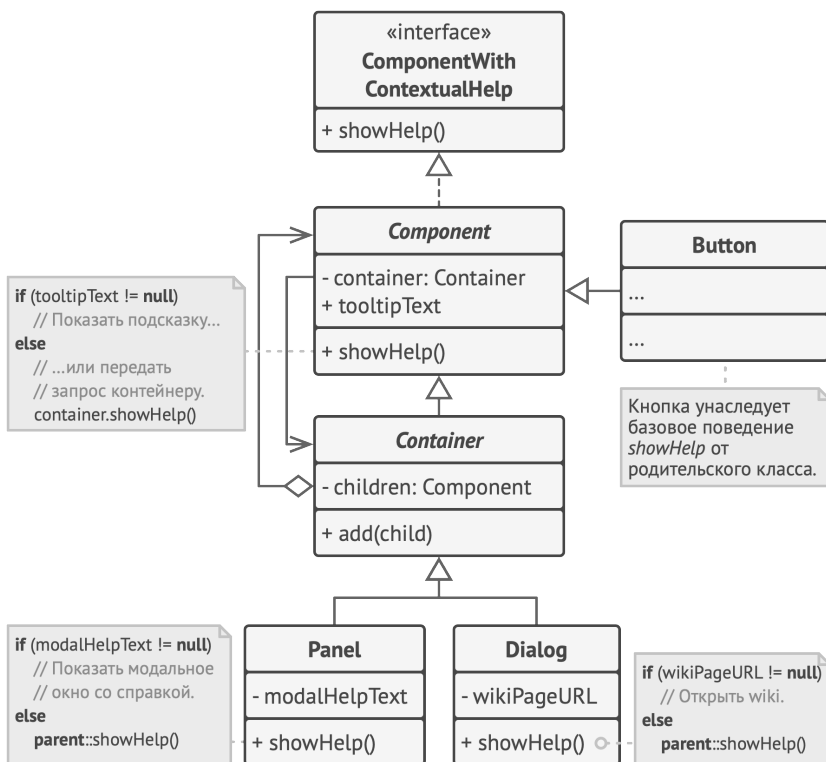 «interface»
ComponentWith
ContextualHelp
+ showHelp()
Component
- container: Container
+ tooltipText
+ showHelp()
Button
...
...
if (tooltipText != null)
// Показать подсказку...
else
// ...или передать
// запрос контейнеру.
container.showHelp()
Кнопка унаследует
базовое поведение
showHelp от
родительского класса.
Container
- children: Component
+ add(child)
if (modalHelpText != null)
// Показать модальное
// окно со справкой.
else
parent::showHelp()
Panel
- modalHelpText
+ showHelp()
Dialog
- wikiPageURL
+ showHelp()
if (wikiPageURL != null)
// Открыть wiki.
else
parent::showHelp()